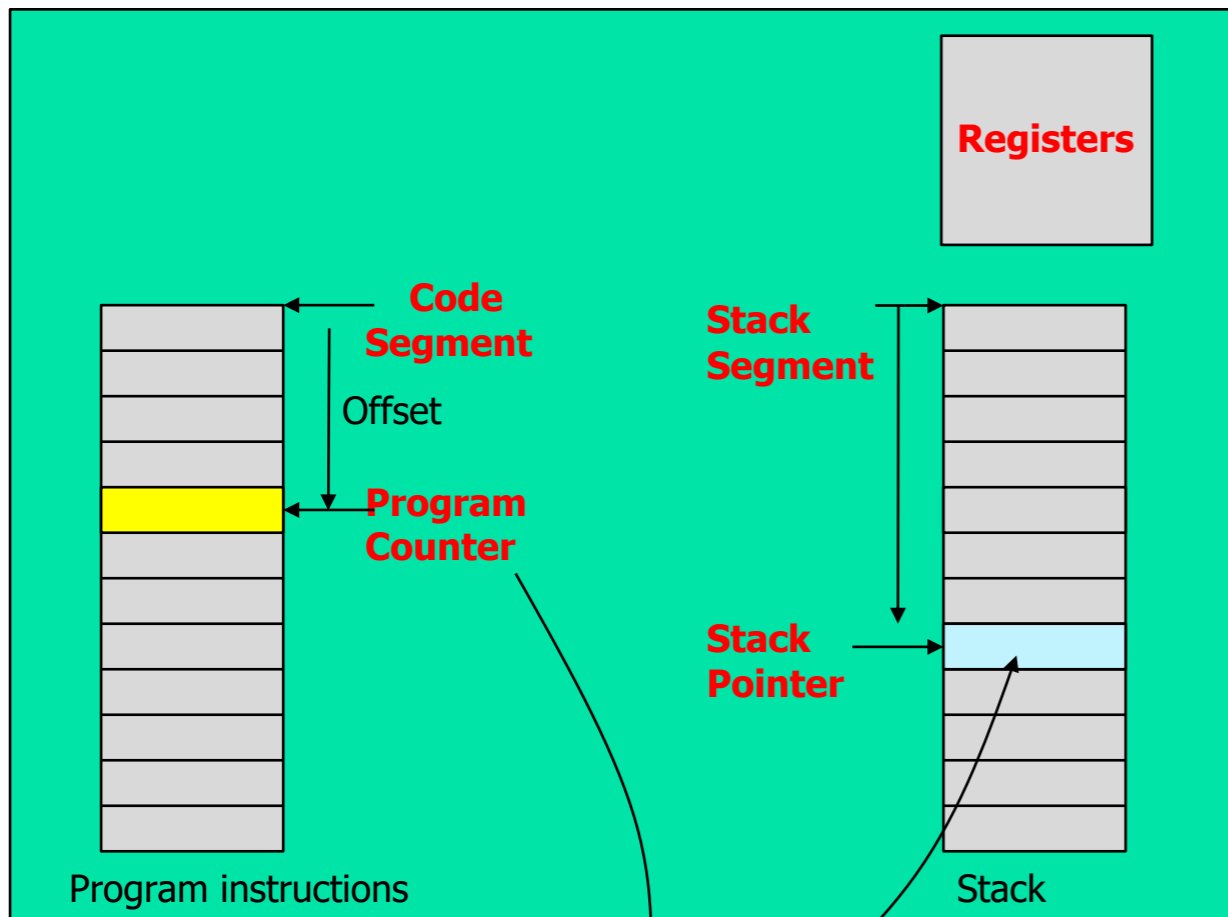 Registers
Code
Segment
Stack
Segment
Offset
Program
Counter
Stack
Pointer
Program instructions
Stack